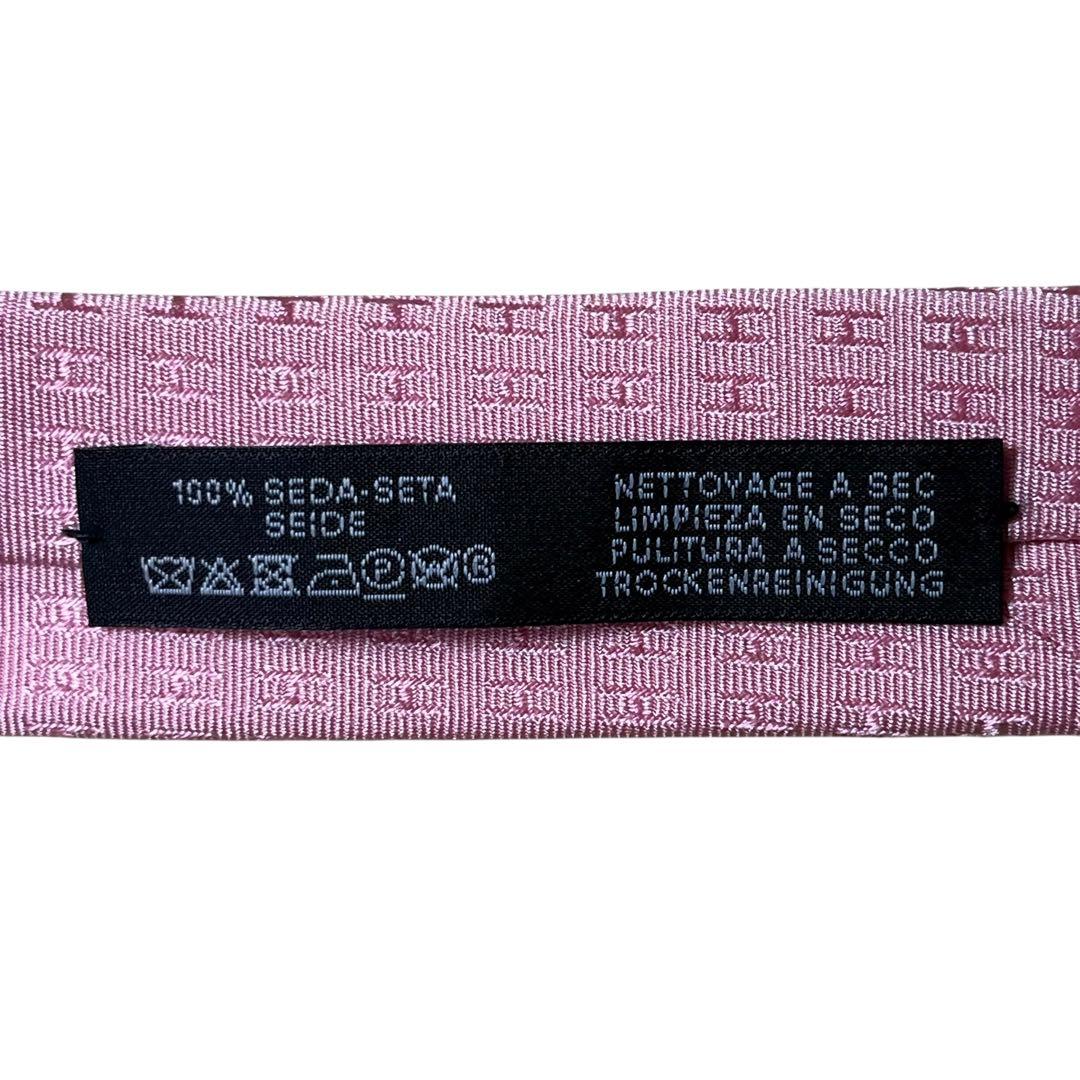 100% SEDA-SETA
SEIDE
NETTOYAGE A SEC
LIMPIEZA EN SECO
PULITURA A SECCO
TROCKENREINIGUNG